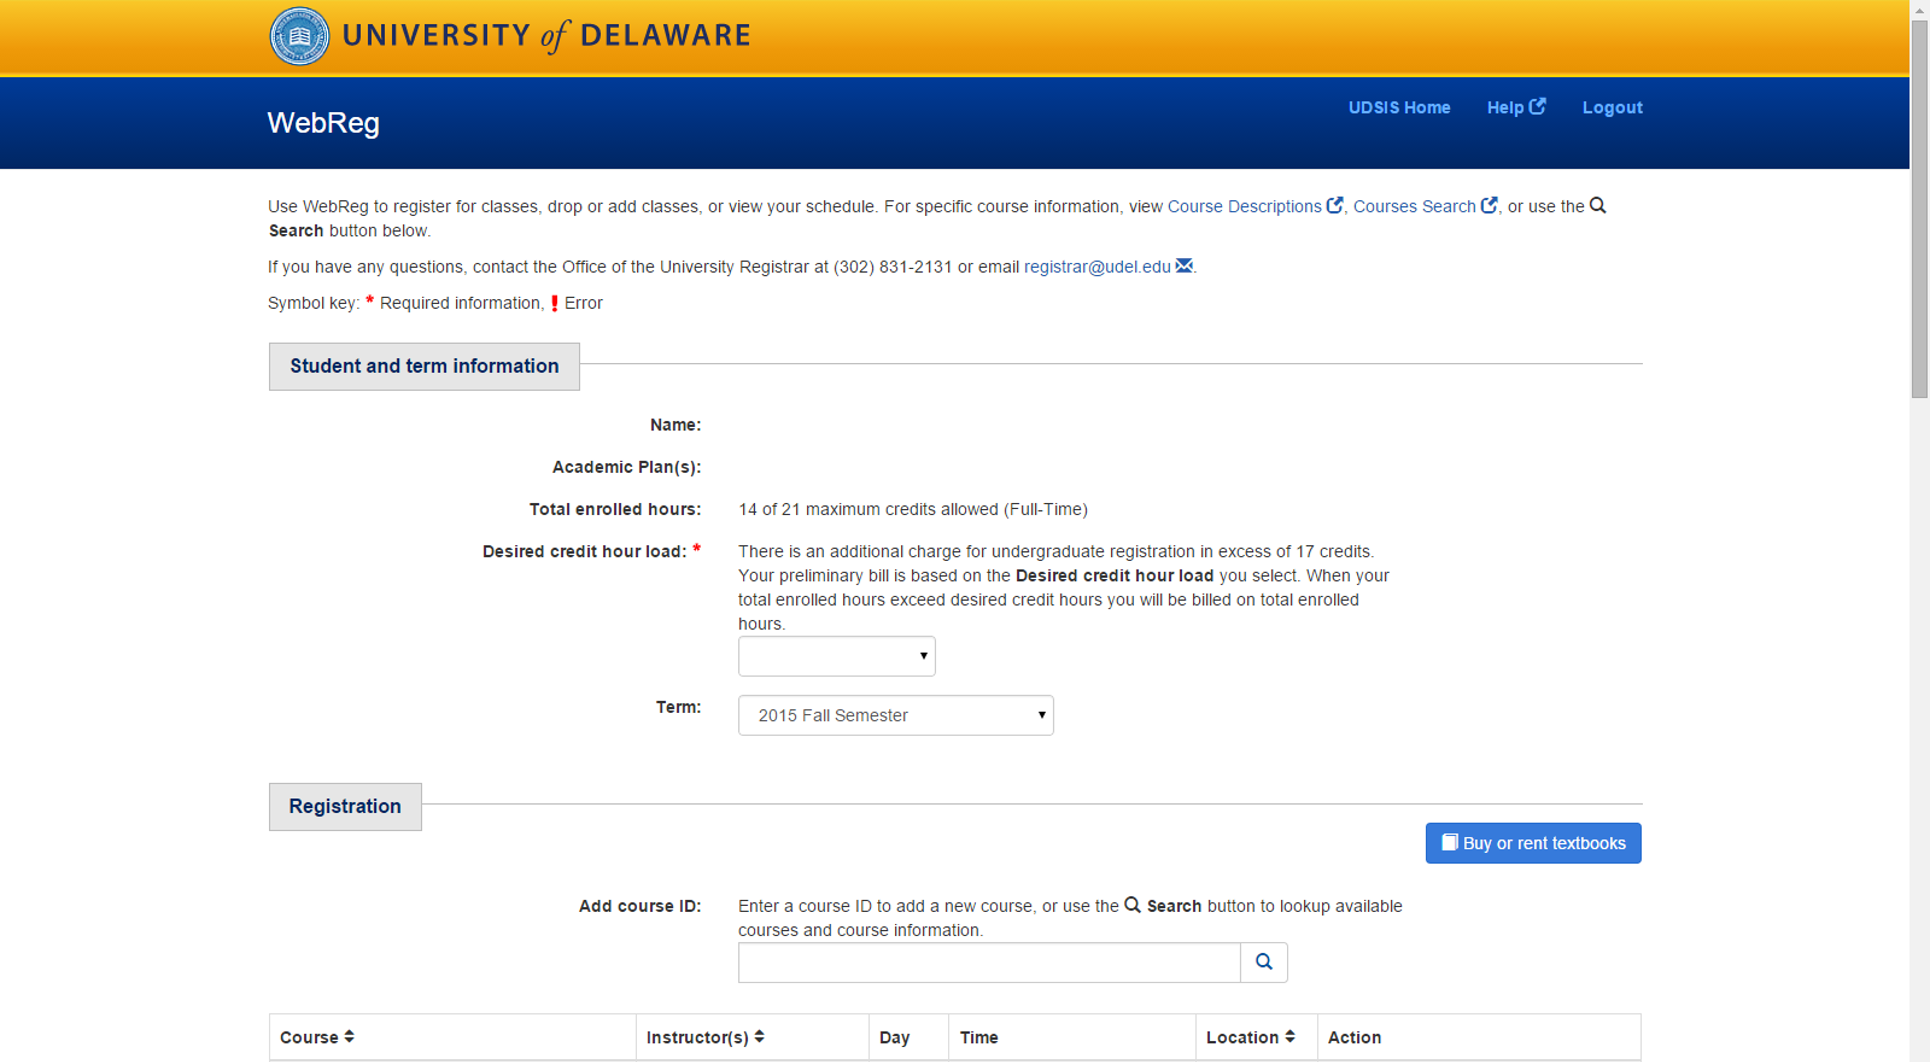 UNIVERSITY of DELAWARE
WebReg
UDSIS Home Help Logout
Use WebReg to register for classes, drop or add classes, or view your schedule. For specific course information, view Course Descriptions , Courses Search , or use the
Search button below.
If you have any questions, contact the Office of the University Registrar at (302) 831-2131 or email registrar@udel.edu .
Symbol key: * Required information, ! Error
Student and term information
Name:
Academic Plan(s):
Total enrolled hours: 14 of 21 maximum credits allowed (Full-Time)
Desired credit hour load: * There is an additional charge for undergraduate registration in excess of 17 credits.
Your preliminary bill is based on the Desired credit hour load you select. When your
total enrolled hours exceed desired credit hours you will be billed on total enrolled
hours.
Term: 2015 Fall Semester
Registration
Buy or rent textbooks
Add course ID: Enter a course ID to add a new course, or use the Search button to lookup available
courses and course information.
Course Instructor(s) Day Time Location Action